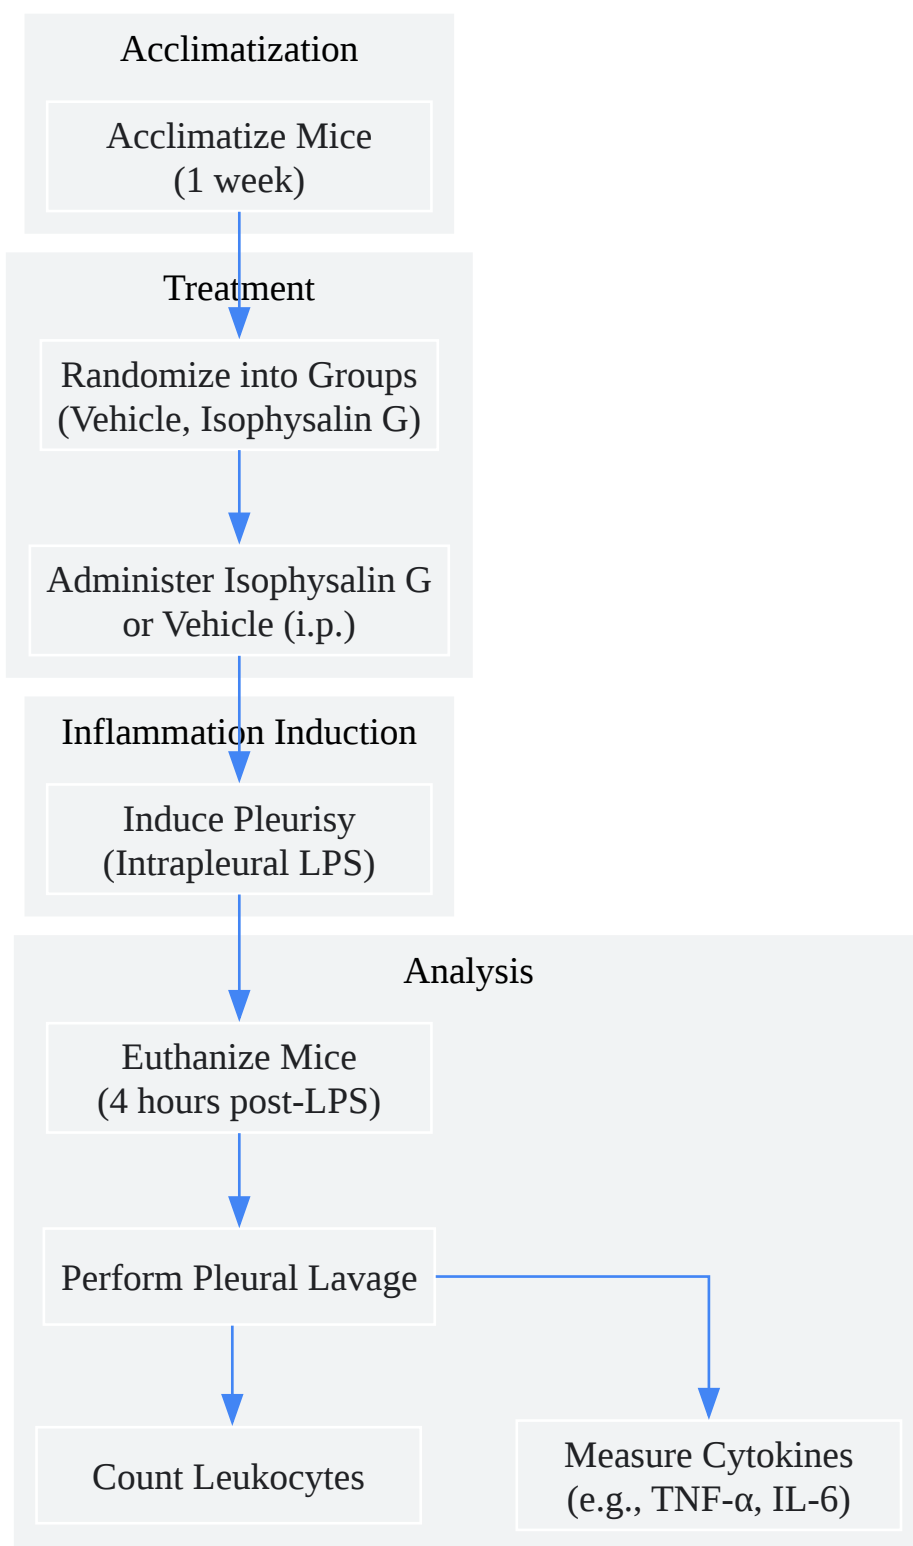 Acclimatization
Acclimatize Mice
(1 week)
Treatment
Randomize into Groups
(Vehicle, Isophysalin G)
Administer Isophysalin G
or Vehicle (i.p.)
Inflammation Induction
Induce Pleurisy
(Intrapleural LPS)
Analysis
Euthanize Mice
(4 hours post-LPS)
Perform Pleural Lavage
Count Leukocytes
Measure Cytokines
(e.g., TNF-α, IL-6)